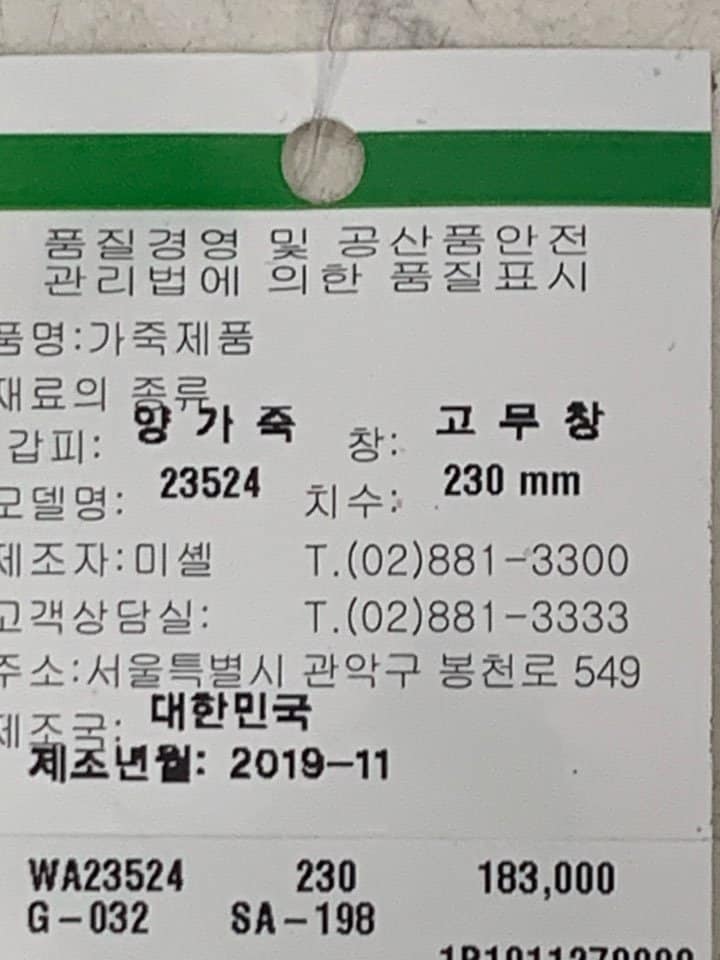 품질경영 및 공산품안전
관리법에 의한 품질표시
품명:가죽제품
재료의 종류
갑피: 양가죽 창: 고무창
모델명: 23524 치수: 230 mm
제조자:미셸 T.(02)881-3300
고객상담실: T.(02)881-3333
주소:서울특별시 관악구 봉천로 549
제조국: 대한민국
제조년월: 2019-11
WA23524 230 183,000
G-032 SA-198